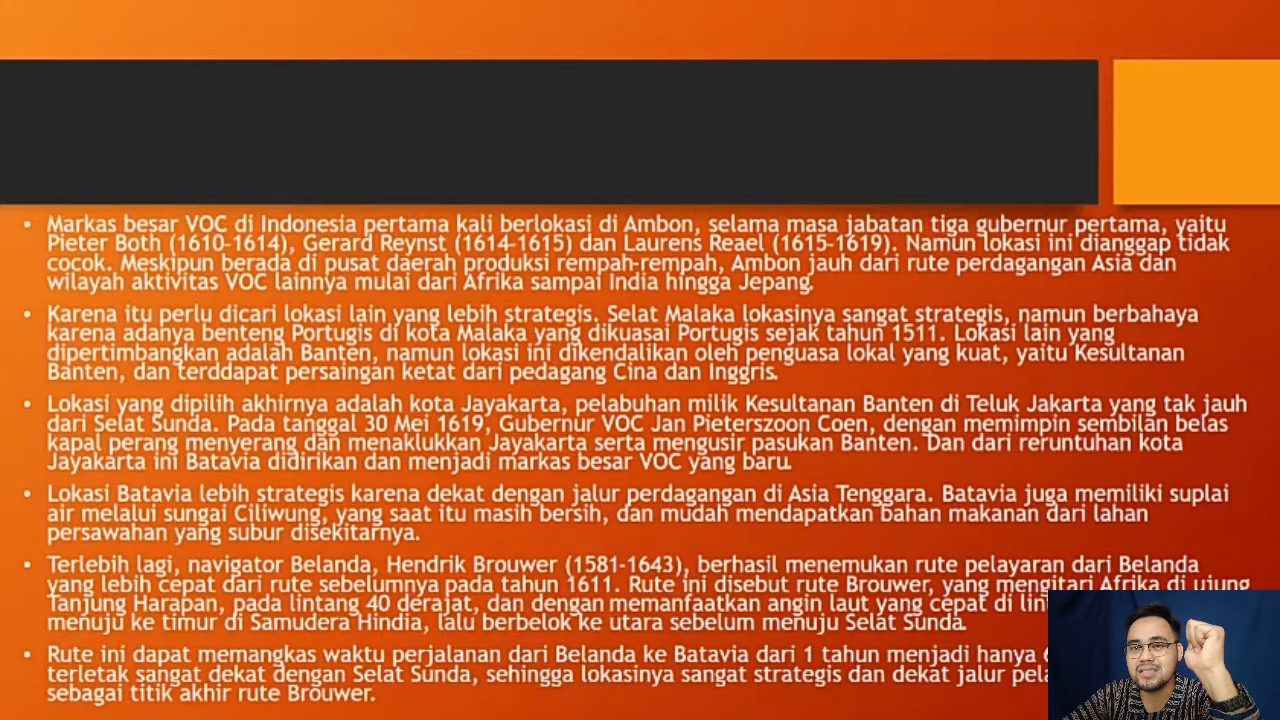 • Markas besar VOC di Indonesia pertama kali berlokasi di Ambon, selama masa jabatan tiga gubernur pertama, yaitu
Pieter Both (1610-1614), Gerard Reynst (1614-1615) dan Laurens Reael (1615-1619). Namun lokasi ini dianggap tidak
cocok. Meskipun berada di pusat daerah produksi rempah-rempah, Ambon jauh dari rute perdagangan Asia dan
wilayah aktivitas VOC lainnya mulai dari Afrika sampai India hingga Jepang.
• Karena itu perlu dicari lokasi lain yang lebih strategis. Selat Malaka lokasinya sangat strategis, namun berbahaya
karena adanya benteng Portugis di kota Malaka yang dikuasai Portugis sejak tahun 1511. Lokasi lain yang
dipertimbangkan adalah Banten, namun lokasi ini dikendalikan oleh penguasa lokal yang kuat, yaitu Kesultanan
Banten, dan terddapat persaingan ketat dari pedagang Cina dan Inggris.
• Lokasi yang dipilih akhirnya adalah kota Jayakarta, pelabuhan milik Kesultanan Banten di Teluk Jakarta yang tak jauh
dari Selat Sunda. Pada tanggal 30 Mei 1619, Gubernur VOC Jan Pieterszoon Coen, dengan memimpin sembilan belas
kapal perang menyerang dan menaklukkan Jayakarta serta mengusir pasukan Banten. Dan dari reruntuhan kota
Jayakarta ini Batavia didirikan dan menjadi markas besar VOC yang baru.
• Lokasi Batavia lebih strategis karena dekat dengan jalur perdagangan di Asia Tenggara. Batavia juga memiliki suplai
air melalui sungai Ciliwung, yang saat itu masih bersih, dan mudah mendapatkan bahan makanan dari lahan
persawahan yang subur disekitarnya.
• Terlebih lagi, navigator Belanda, Hendrik Brouwer (1581-1643), berhasil menemukan rute pelayaran dari Belanda
yang lebih cepat dari rute sebelumnya pada tahun 1611. Rute ini disebut rute Brouwer, yang mengitari Afrika di ujung
Tanjung Harapan, pada lintang 40 derajat, dan dengan memanfaatkan angin laut yang cepat di
menuju ke timur di Samudera Hindia, lalu berbelok ke utara sebelum menuju Selat Sunda.
• Rute ini dapat memangkas waktu perjalanan dari Belanda ke Batavia dari 1 tahun menjadi hanya
terletak sangat dekat dengan Selat Sunda, sehingga lokasinya sangat strategis dan dekat jalur
sebagai titik akhir rute Brouwer.